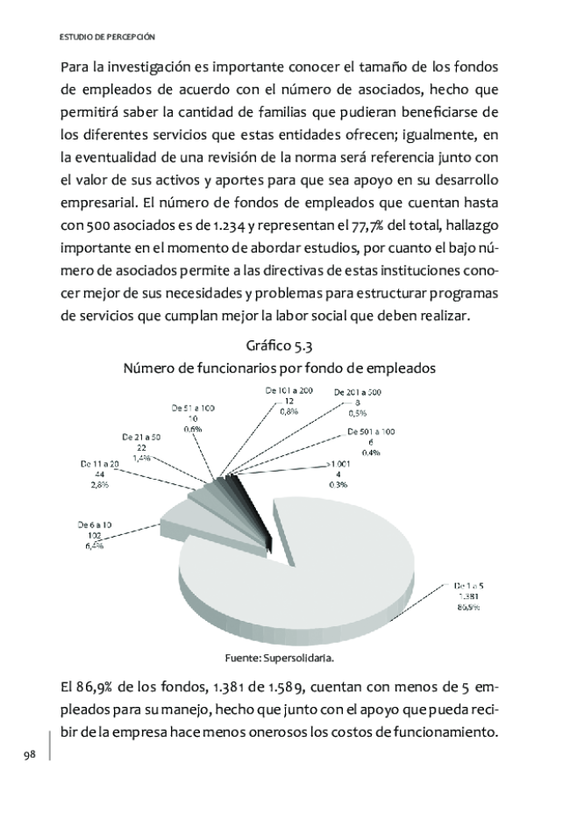 ESTUDIO DE PERCEPCIÓN
Para la investigación es importante conocer el tamaño de los fondos
de empleados de acuerdo con el número de asociados, hecho que
permitirá saber la cantidad de familias que pudieran beneficiarse de
los diferentes servicios que estas entidades ofrecen; igualmente, en
la eventualidad de una revisión de la norma será referencia junto con
el valor de sus activos y aportes para que sea apoyo en su desarrollo
empresarial. El número de fondos de empleados que cuentan hasta
con 500 asociados es de 1.234 y representan el 77,7% del total, hallazgo
importante en el momento de abordar estudios, por cuanto el bajo nú-
mero de asociados permite a las directivas de estas instituciones cono-
cer mejor de sus necesidades y problemas para estructurar programas
de servicios que cumplan mejor la labor social que deben realizar.
Gráfico 5.3
Número de funcionarios por fondo de empleados
De 101 a 200
12
0,8%
De 201 a 500
8
0,5%
De 51 a 100
10
0,6%
De 501 a 100
6
0,4%
De 21 a 50
22
1,4%
>1.001
4
0,3%
De 11 a 20
44
2,8%
De 6 a 10
102
6,4%
De 1 a 5
1.381
86,9%
Fuente: Supersolidaria.
El 86,9% de los fondos, 1.381 de 1.589, cuentan con menos de 5 em-
pleados para su manejo, hecho que junto con el apoyo que pueda reci-
bir de la empresa hace menos onerosos los costos de funcionamiento.
98